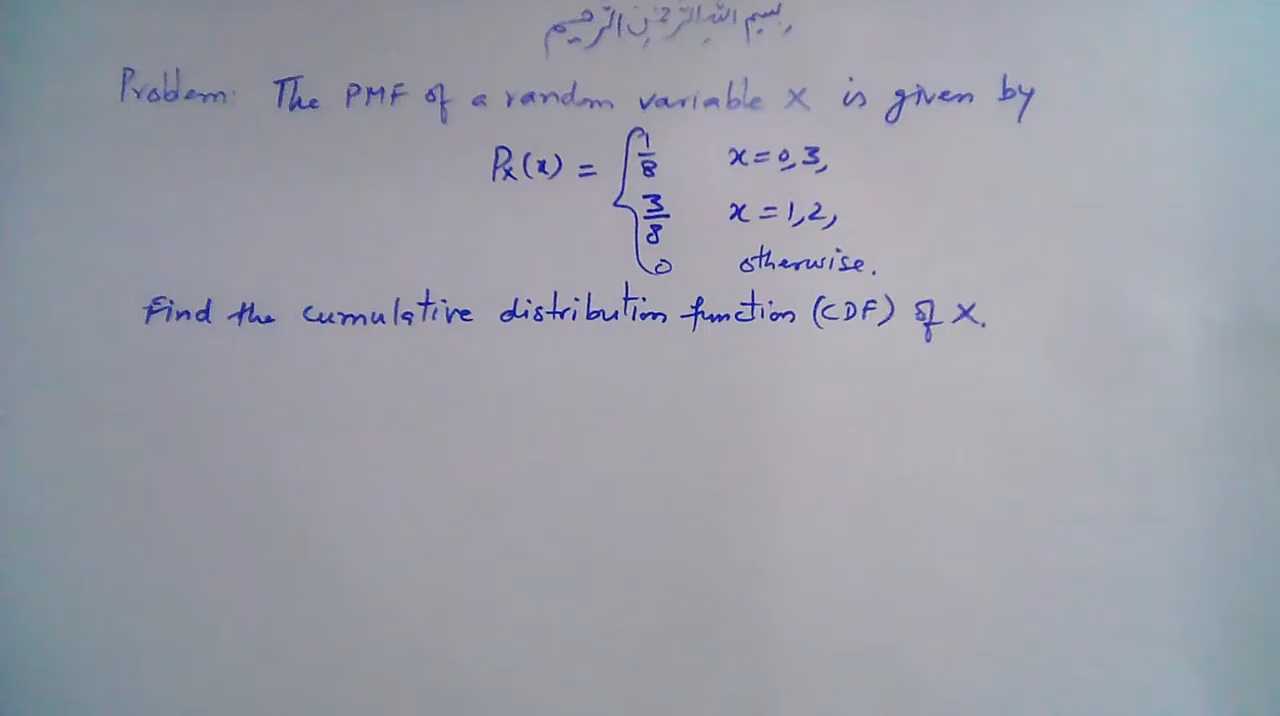 بسم الله الرحمن الرحيم
Problem: The PMF of a random variable X is given by
Px(x) = { 1/8 x=0,3,
3/8 x=1,2,
0 otherwise.
Find the cumulative distribution function (CDF) of X.